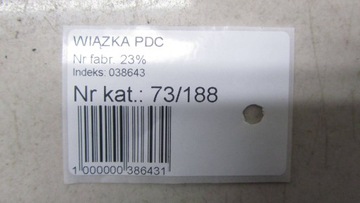 WIĄZKA PDC
Nr fabr. 23%
Indeks: 038643
Nr kat.: 73/188
1 000000 386431